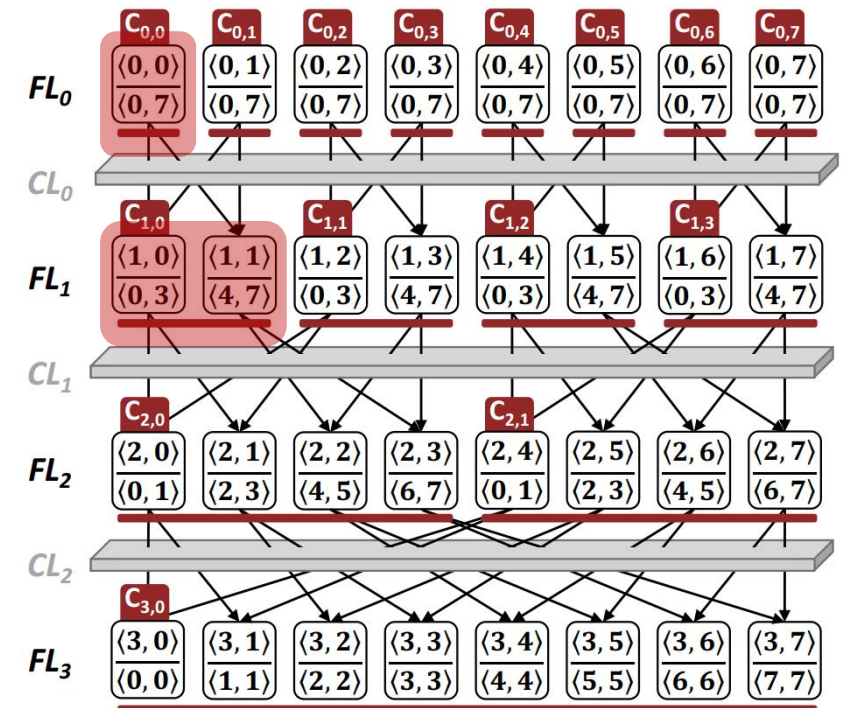 C0,0 C0,1 C0,2 C0,3 C0,4 C0,5 C0,6 C0,7
⟨0, 0⟩ ⟨0, 1⟩ ⟨0, 2⟩ ⟨0, 3⟩ ⟨0, 4⟩ ⟨0, 5⟩ ⟨0, 6⟩ ⟨0, 7⟩
FL0
⟨0, 7⟩ ⟨0, 7⟩ ⟨0, 7⟩ ⟨0, 7⟩ ⟨0, 7⟩ ⟨0, 7⟩ ⟨0, 7⟩ ⟨0, 7⟩
CL0
C1,0 C1,1 C1,2 C1,3
⟨1, 0⟩ ⟨1, 1⟩ ⟨1, 2⟩ ⟨1, 3⟩ ⟨1, 4⟩ ⟨1, 5⟩ ⟨1, 6⟩ ⟨1, 7⟩
FL1
⟨0, 3⟩ ⟨4, 7⟩ ⟨0, 3⟩ ⟨4, 7⟩ ⟨0, 3⟩ ⟨4, 7⟩ ⟨0, 3⟩ ⟨4, 7⟩
CL1
C2,0 C2,1
⟨2, 0⟩ ⟨2, 1⟩ ⟨2, 2⟩ ⟨2, 3⟩ ⟨2, 4⟩ ⟨2, 5⟩ ⟨2, 6⟩ ⟨2, 7⟩
FL2
⟨0, 1⟩ ⟨2, 3⟩ ⟨4, 5⟩ ⟨6, 7⟩ ⟨0, 1⟩ ⟨2, 3⟩ ⟨4, 5⟩ ⟨6, 7⟩
CL2
C3,0
⟨3, 0⟩ ⟨3, 1⟩ ⟨3, 2⟩ ⟨3, 3⟩ ⟨3, 4⟩ ⟨3, 5⟩ ⟨3, 6⟩ ⟨3, 7⟩
FL3
⟨0, 0⟩ ⟨1, 1⟩ ⟨2, 2⟩ ⟨3, 3⟩ ⟨4, 4⟩ ⟨5, 5⟩ ⟨6, 6⟩ ⟨7, 7⟩